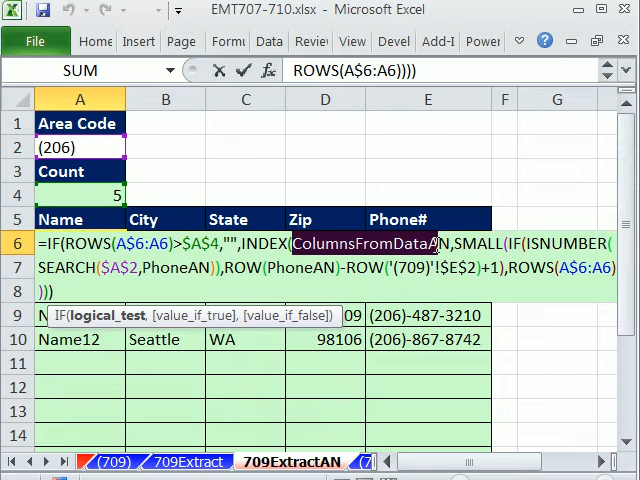 EMT707-710.xlsx - Microsoft Excel
File Home Insert Page Formu Data Revie View Deve Add-I Power
SUM fx ROWS(A$6:A6))))
A B C D E F G
1 Area Code
2 (206)
3 Count
4 5
5 Name City State Zip Phone#
6 =IF(ROWS(A$6:A6)>$A$4,"",INDEX(ColumnsFromDataAN,SMALL(IF(ISNUMBER(
7 SEARCH($A$2,PhoneAN)),ROW(PhoneAN)-ROW('(709)'!$E$2)+1),ROWS(A$6:A6)
8 )))
IF(logical_test, [value_if_true], [value_if_false])
9 N 09 (206)-487-3210
10 Name12 Seattle WA 98106 (206)-867-8742
11
12
13
14
(709) 709Extract 709ExtractAN (7